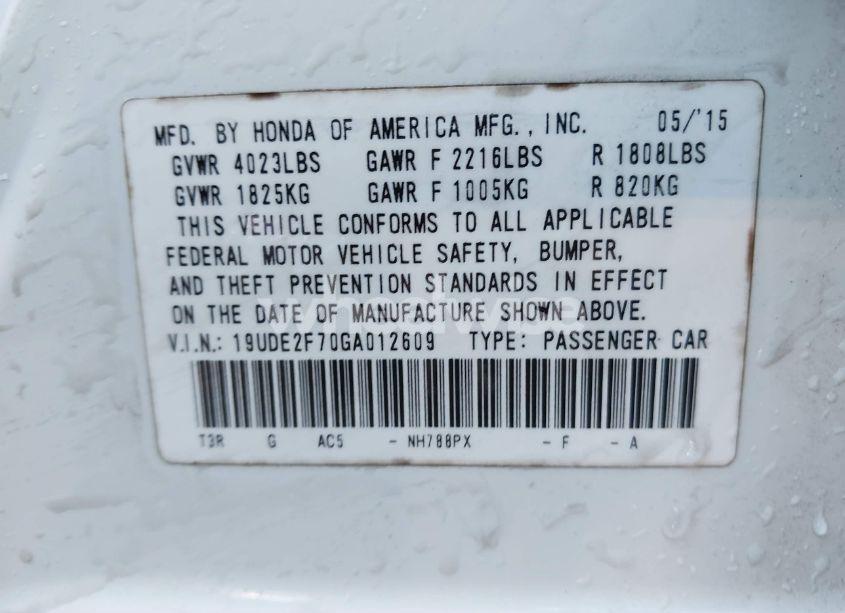 MFD. BY HONDA OF AMERICA MFG., INC. 05/'15
GVWR 4023LBS GAWR F 2216LBS R 1808LBS
GVWR 1825KG GAWR F 1005KG R 820KG
THIS VEHICLE CONFORMS TO ALL APPLICABLE
FEDERAL MOTOR VEHICLE SAFETY, BUMPER,
AND THEFT PREVENTION STANDARDS IN EFFECT
ON THE DATE OF MANUFACTURE SHOWN ABOVE.
V.I.N.: 19UDE2F70GA012609 TYPE: PASSENGER CAR
T3R G AC5 - NH788PX - F - A